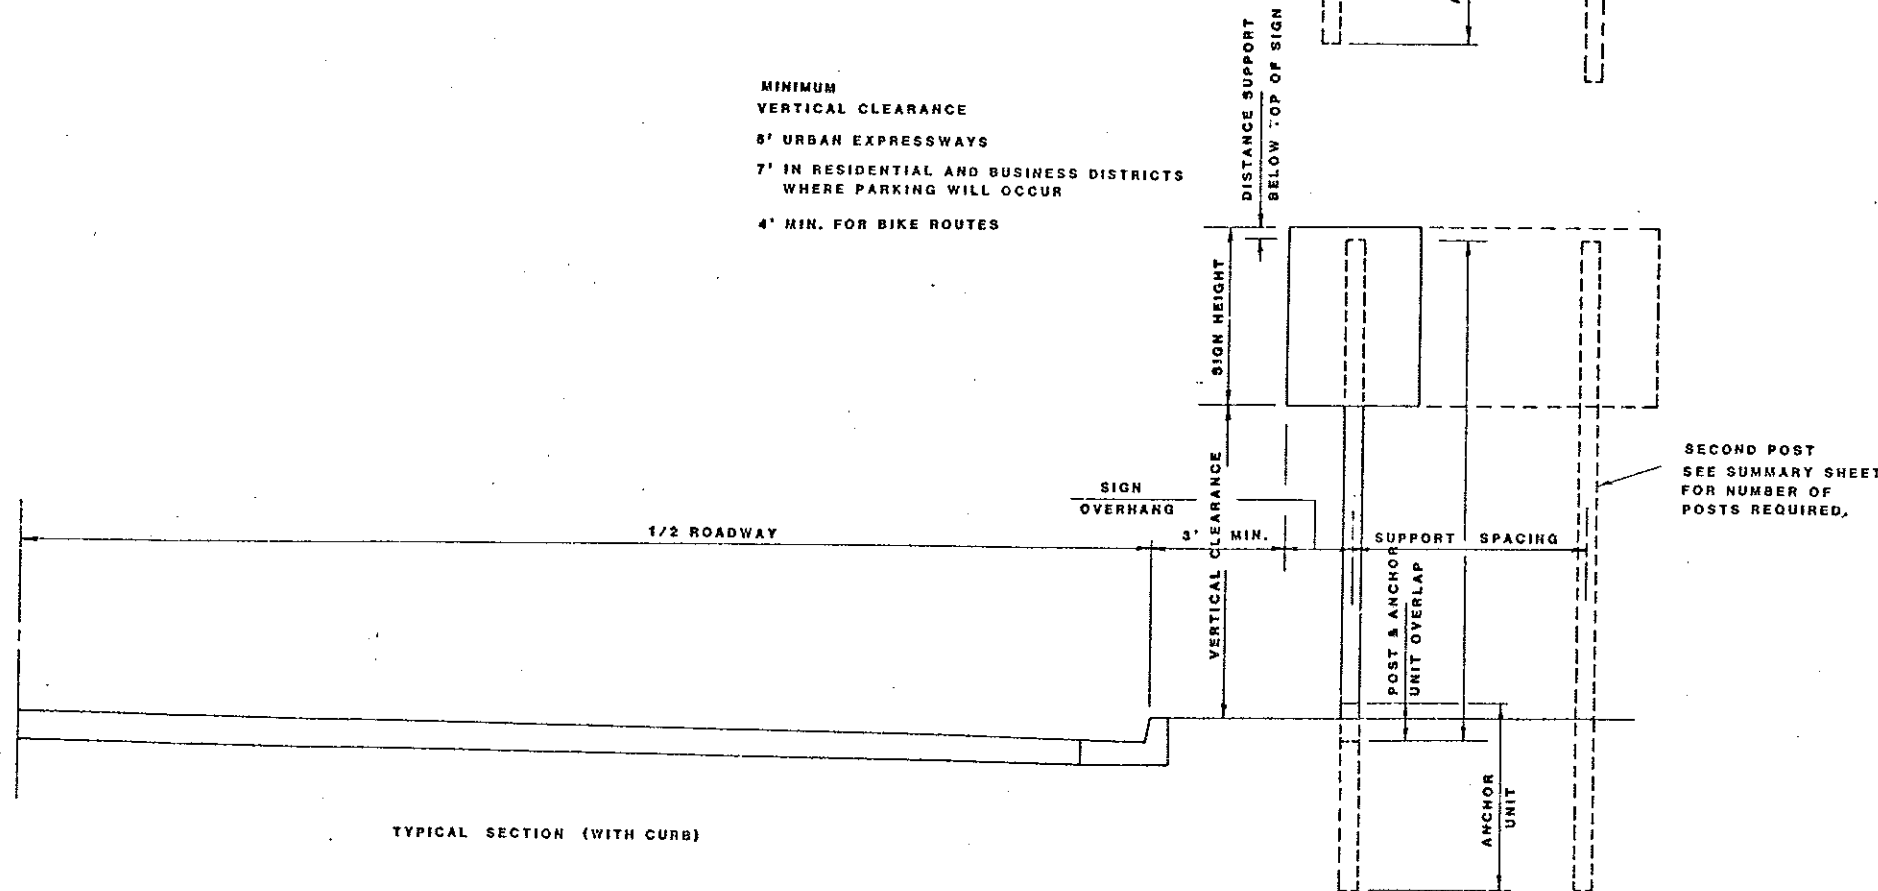 MINIMUM
VERTICAL CLEARANCE
URBAN EXPRESSWAYS
7' IN RESIDENTIAL AND BUSINESS DISTRICTS
WHERE PARKING WILL OCCUR
4' MIN. FOR BIKE ROUTES
DISTANCE SUPPORT
BELOW TOP OF SIGN
SIGN HEIGHT
VERTICAL CLEARANCE
SIGN
OVERHANG
1/2 ROADWAY
3' MIN.
SUPPORT SPACING
POST & ANCHOR
UNIT OVERLAP
SECOND POST
SEE SUMMARY SHEET
FOR NUMBER OF
POSTS REQUIRED.
ANCHOR
UNIT
TYPICAL SECTION (WITH CURB)